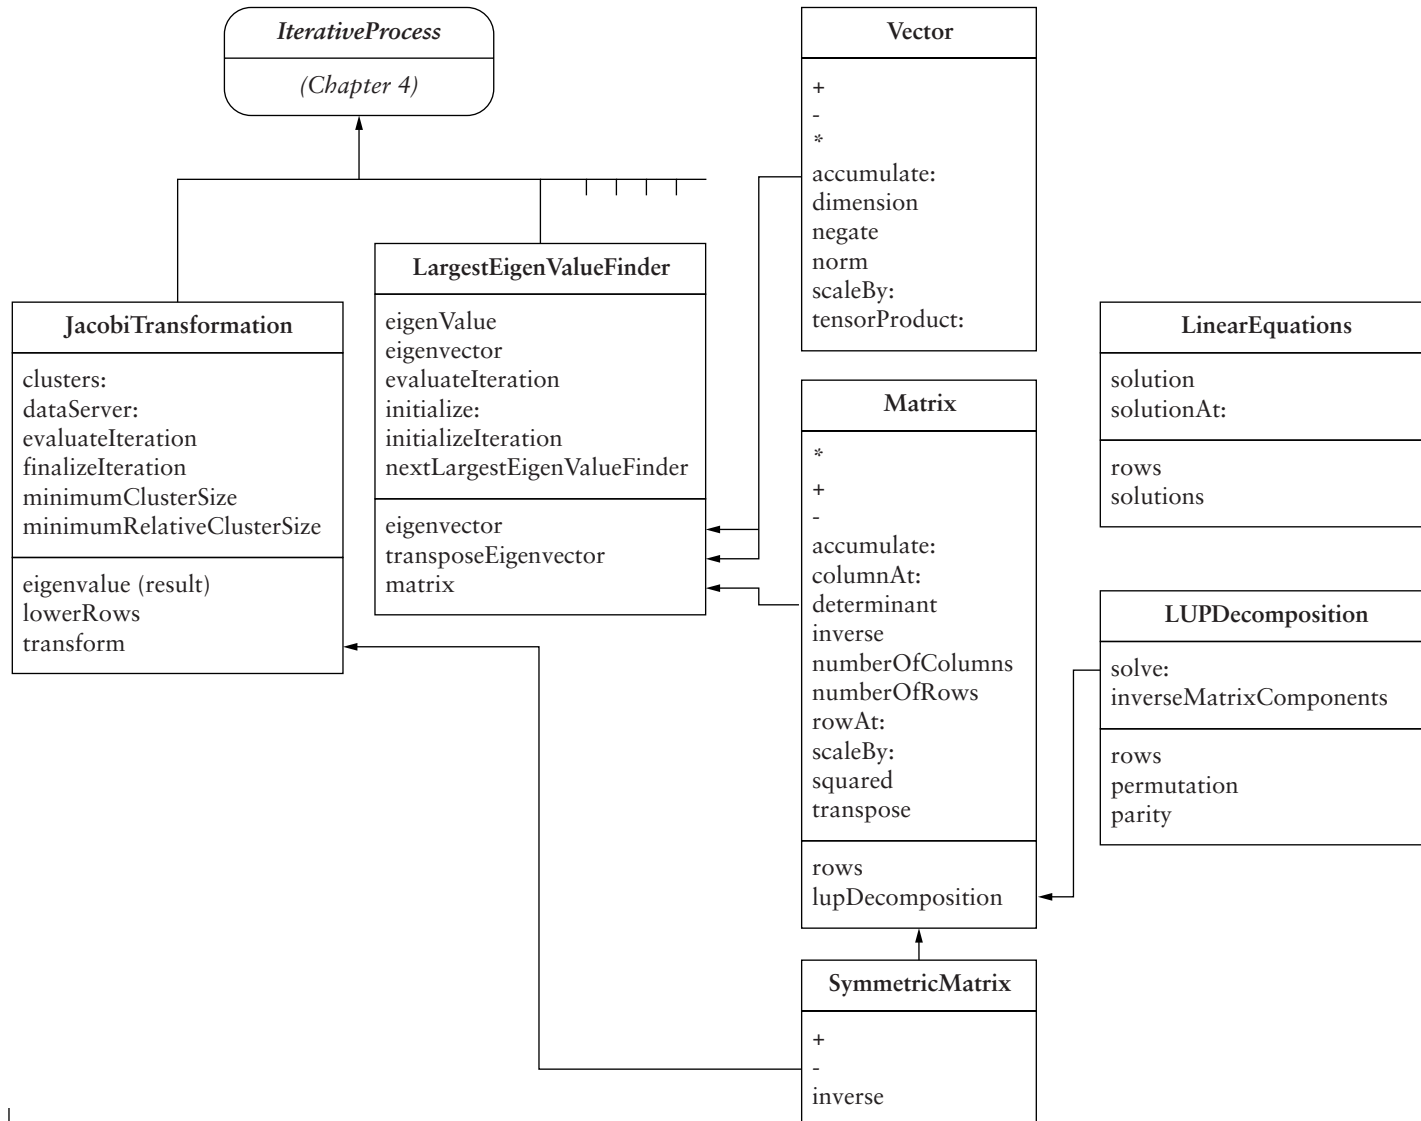 IterativeProcess
(Chapter 4)
Vector
+
-
*
accumulate:
dimension
negate
norm
scaleBy:
tensorProduct:
LargestEigenValueFinder
eigenValue
eigenvector
evaluateIteration
initialize:
initializeIteration
nextLargestEigenValueFinder
eigenvector
transposeEigenvector
matrix
JacobiTransformation
clusters:
dataServer:
evaluateIteration
finalizeIteration
minimumClusterSize
minimumRelativeClusterSize
eigenvalue (result)
lowerRows
transform
LinearEquations
solution
solutionAt:
rows
solutions
Matrix
*
+
-
accumulate:
columnAt:
determinant
inverse
numberOfColumns
numberOfRows
rowAt:
scaleBy:
squared
transpose
rows
lupDecomposition
LUPDecomposition
solve:
inverseMatrixComponents
rows
permutation
parity
SymmetricMatrix
+
-
inverse